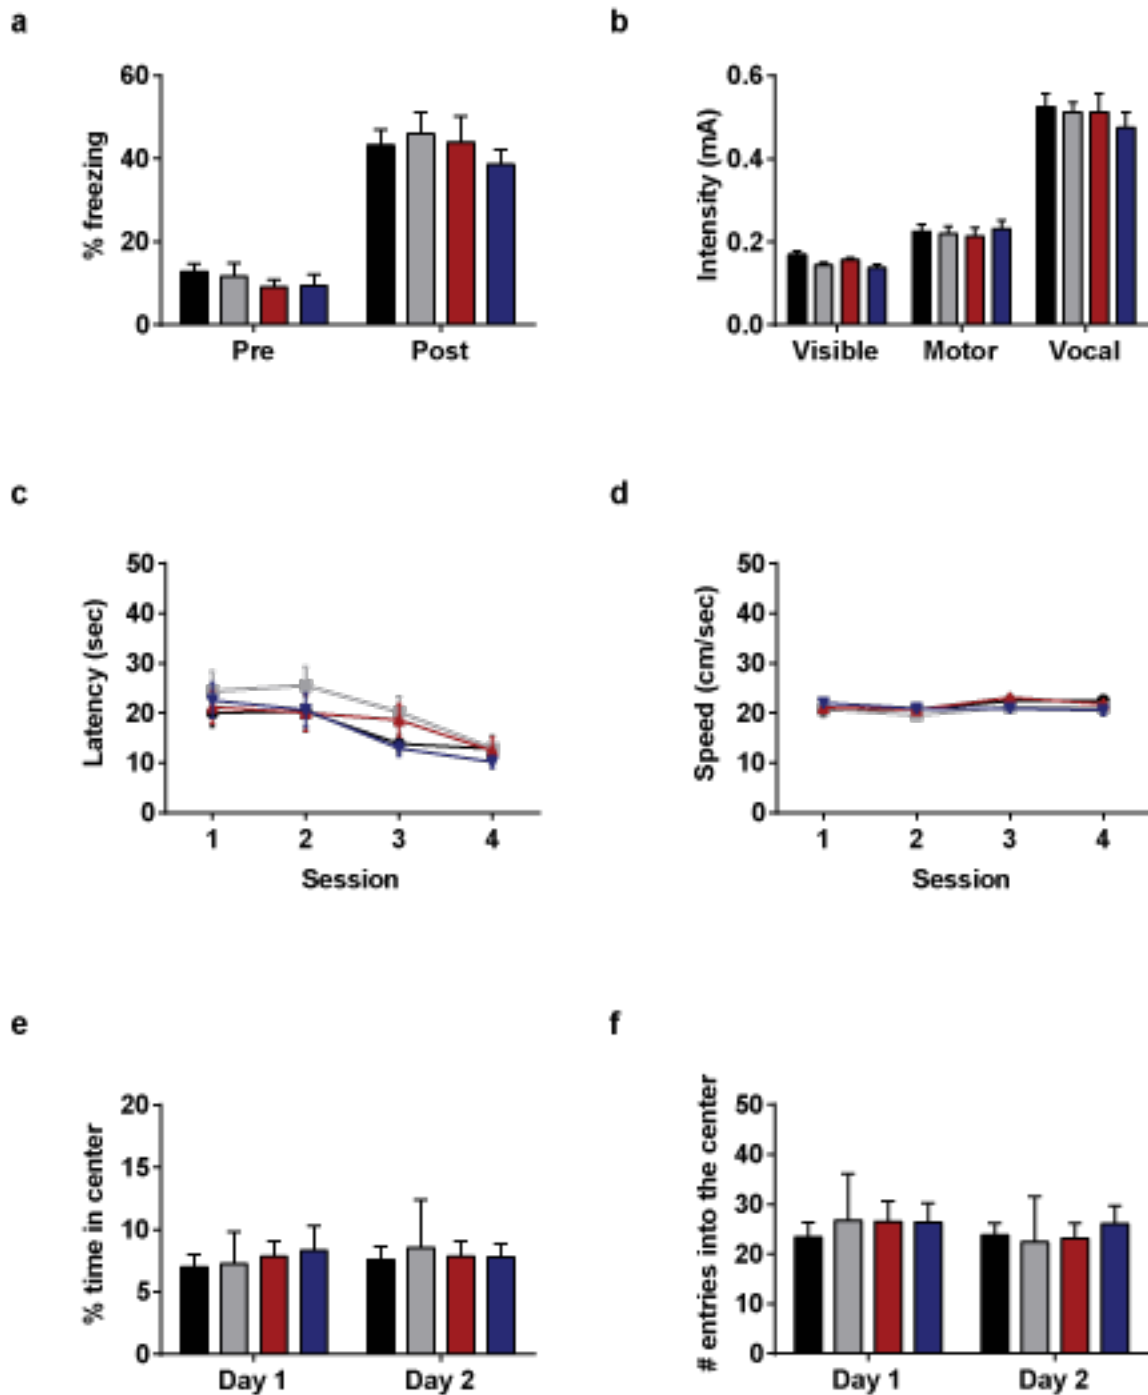 a
60
40
20
0
% freezing
Pre Post
b
0.6
0.4
0.2
0.0
Intensity (mA)
Visible Motor Vocal
c
50
40
30
20
10
0
Latency (sec)
1 2 3 4
Session
d
50
40
30
20
10
0
Speed (cm/sec)
1 2 3 4
Session
e
20
15
10
5
0
% time in center
Day 1 Day 2
f
50
40
30
20
10
0
# entries into the center
Day 1 Day 2